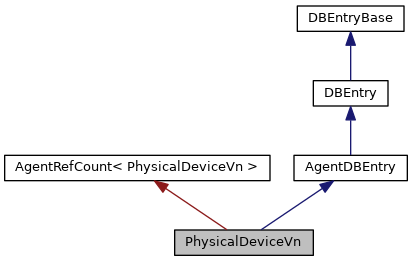 DBEntryBase
DBEntry
AgentRefCount< PhysicalDeviceVn >
AgentDBEntry
PhysicalDeviceVn